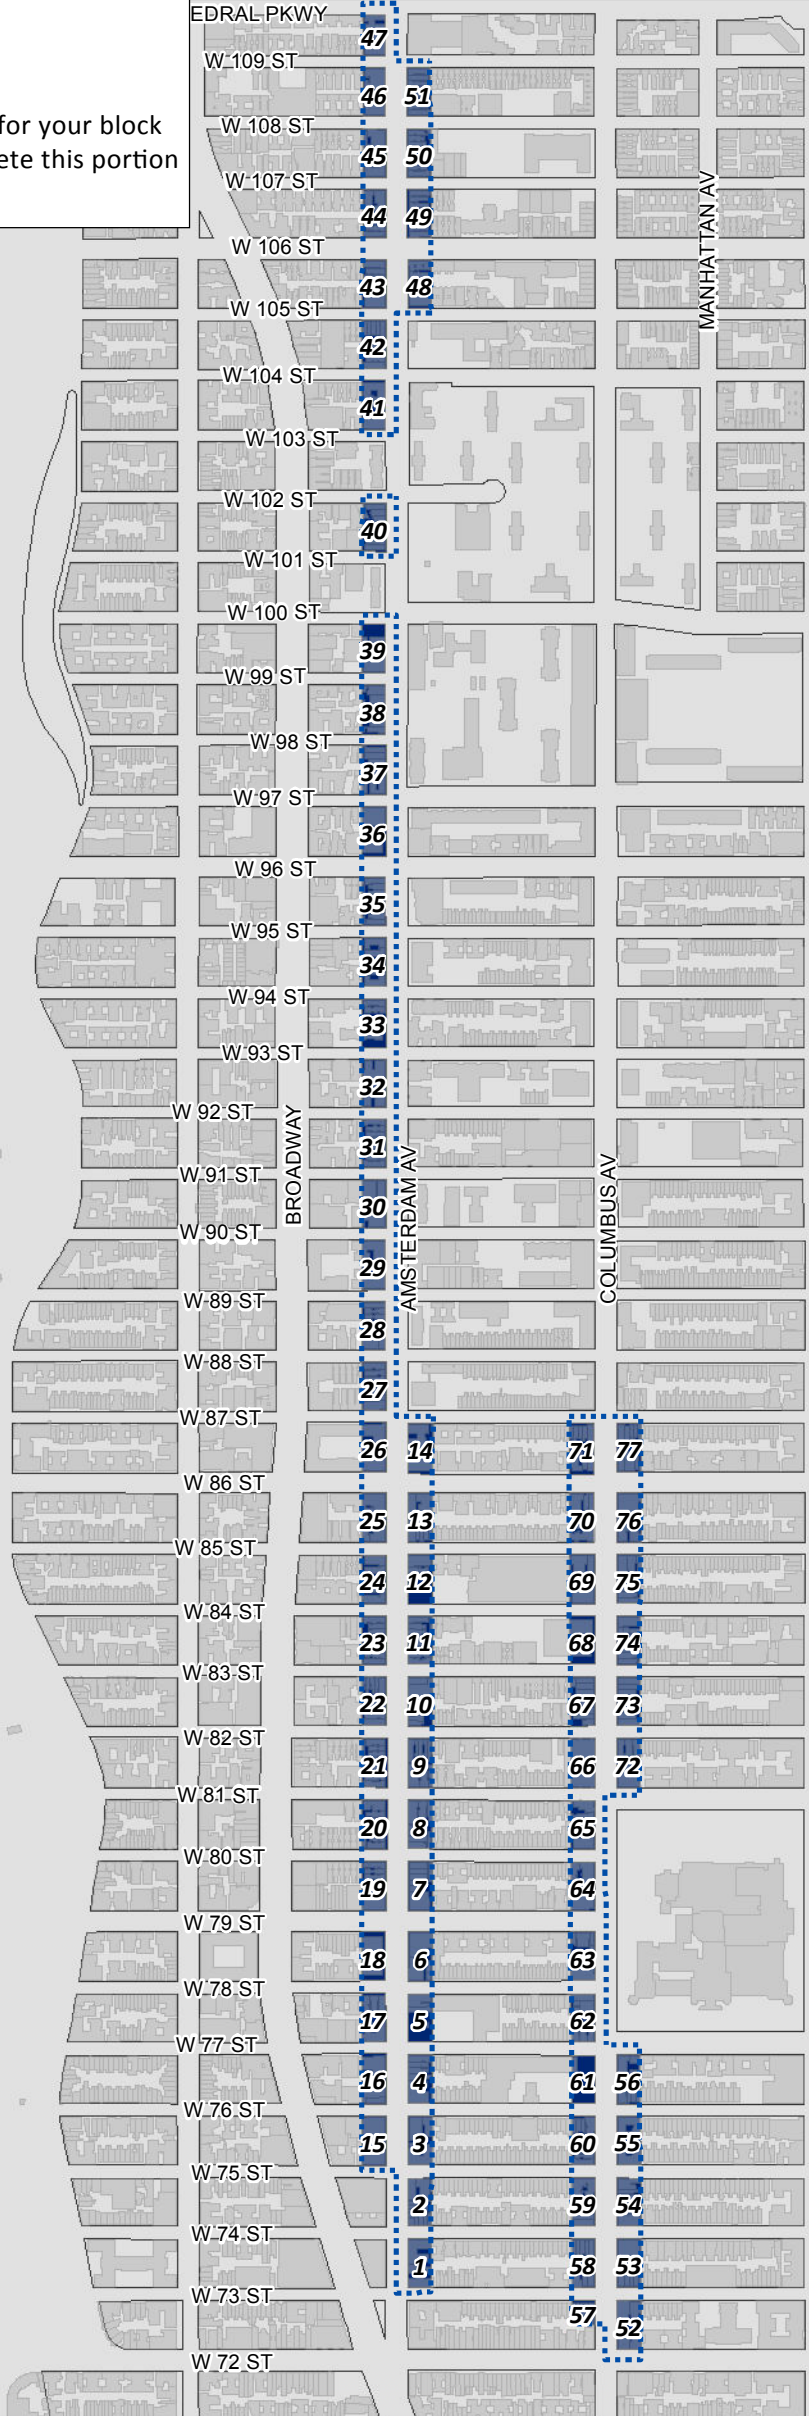 EDRAL PKWY
47
W 109 ST
46 51
for your block
W 108 ST
ete this portion
45 50
W 107 ST
44 49
MANHATTAN AV
W 106 ST
43 48
W 105 ST
42
W 104 ST
41
W 103 ST
W 102 ST
40
W 101 ST
W 100 ST
39
W 99 ST
38
W 98 ST
37
W 97 ST
36
W 96 ST
35
W 95 ST
34
W 94 ST
33
W 93 ST
32
W 92 ST
31
BROADWAY
AMSTERDAM AV
COLUMBUS AV
W 91 ST
30
W 90 ST
29
W 89 ST
28
W 88 ST
27
W 87 ST
26 14 71 77
W 86 ST
25 13 70 76
W 85 ST
24 12 69 75
W 84 ST
23 11 68 74
W 83 ST
22 10 67 73
W 82 ST
21 9 66 72
W 81 ST
20 8 65
W 80 ST
19 7 64
W 79 ST
18 6 63
W 78 ST
17 5 62
W 77 ST
16 4 61 56
W 76 ST
15 3 60 55
W 75 ST
2 59 54
W 74 ST
1 58 53
W 73 ST
57
52
W 72 ST